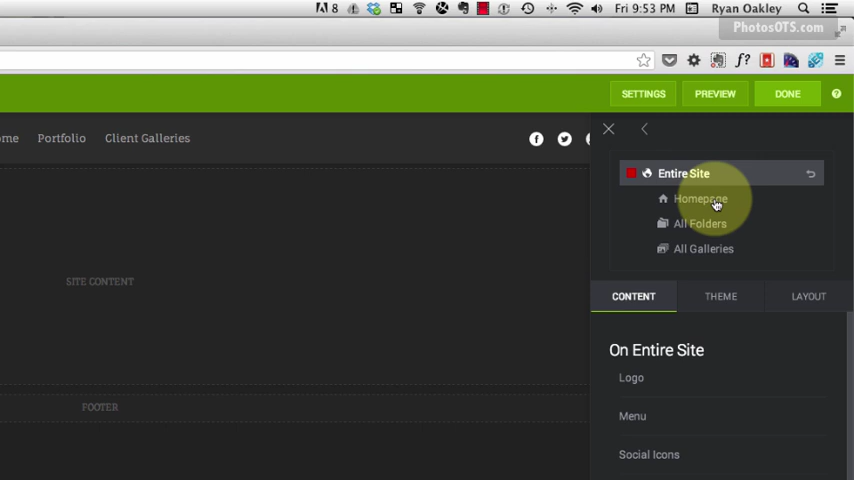 8 Fri 9:53 PM Ryan Oakley
PhotosOTS.com
f?
SETTINGS PREVIEW DONE ?
ome Portfolio Client Galleries
Entire Site
Homepage
All Folders
All Galleries
SITE CONTENT
CONTENT THEME LAYOUT
On Entire Site
Logo
FOOTER
Menu
Social Icons